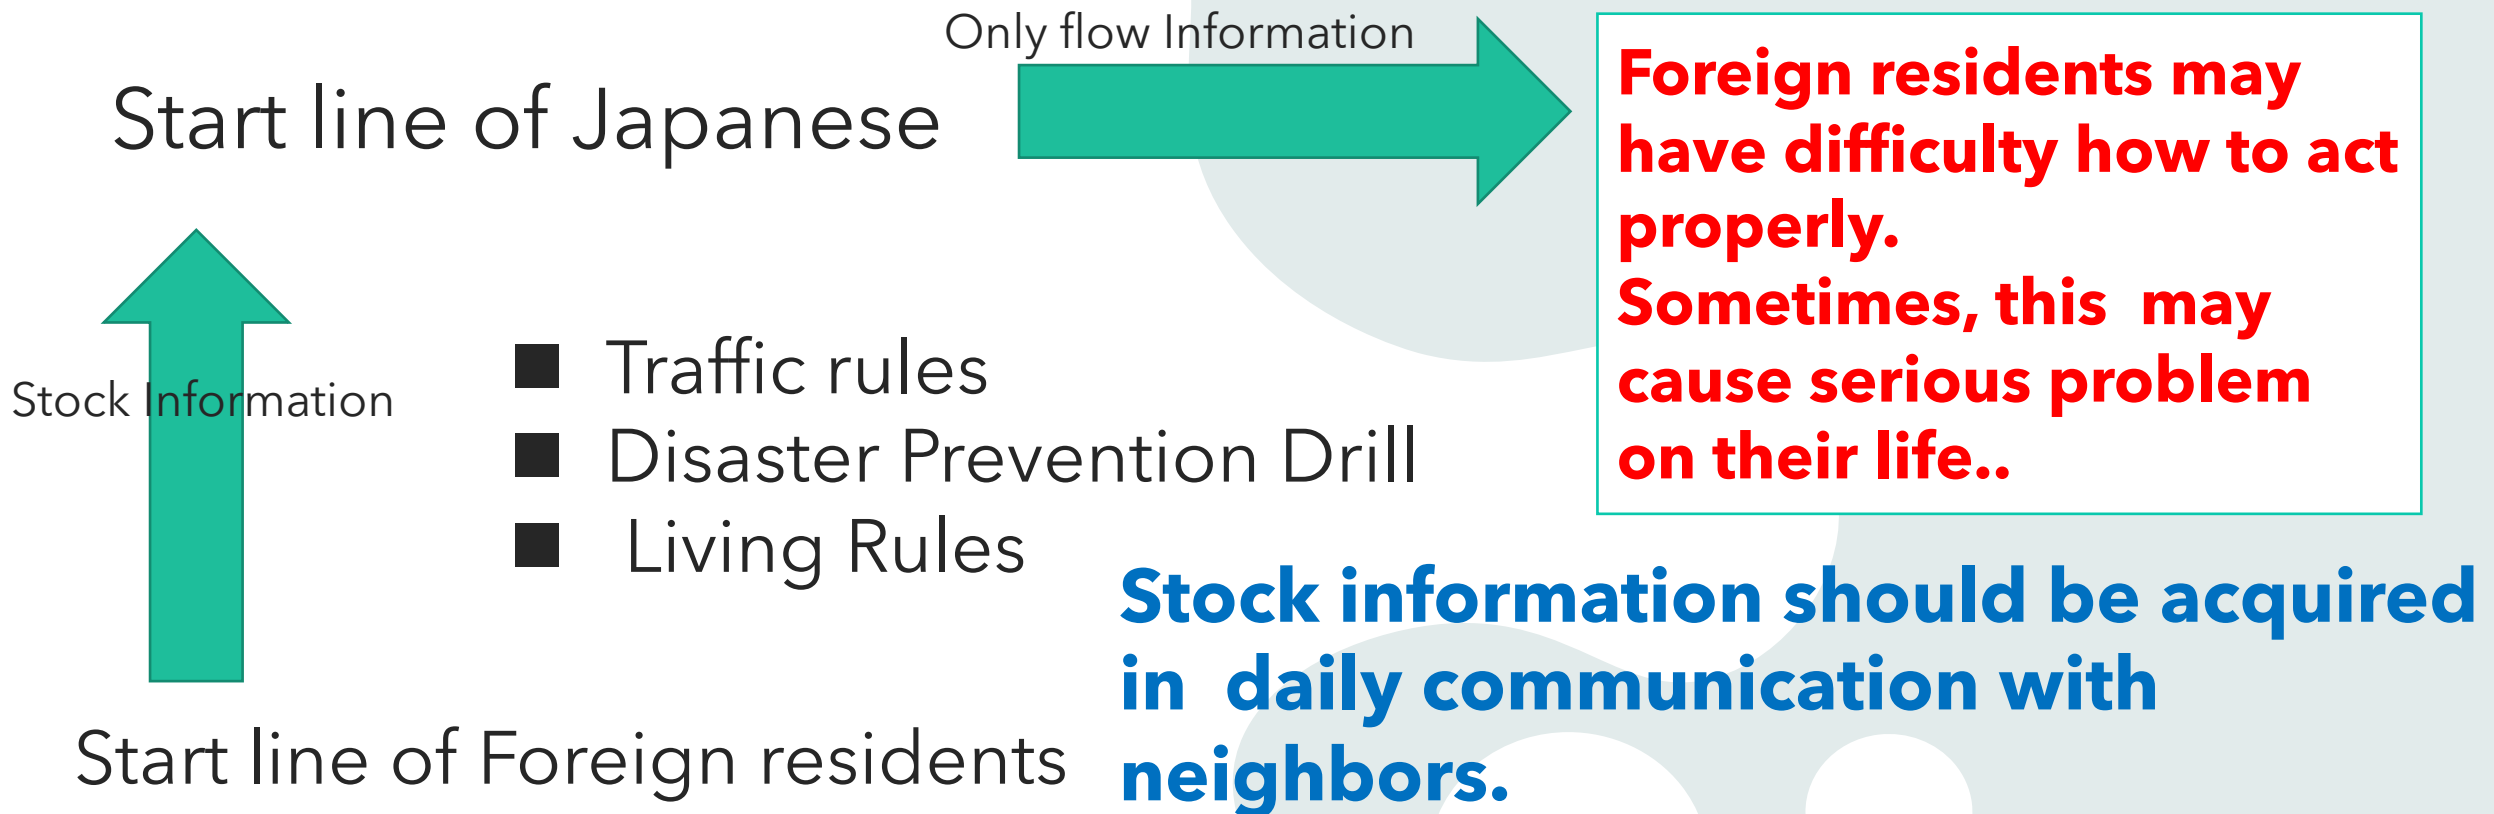 Only flow Information
Start line of Japanese
Foreign residents may
have difficulty how to act
properly.
Sometimes, this may
cause serious problem
on their life..
Stock Information
Traffic rules
Disaster Prevention Drill
Living Rules
Stock information should be acquired
in daily communication with
neighbors.
Start line of Foreign residents